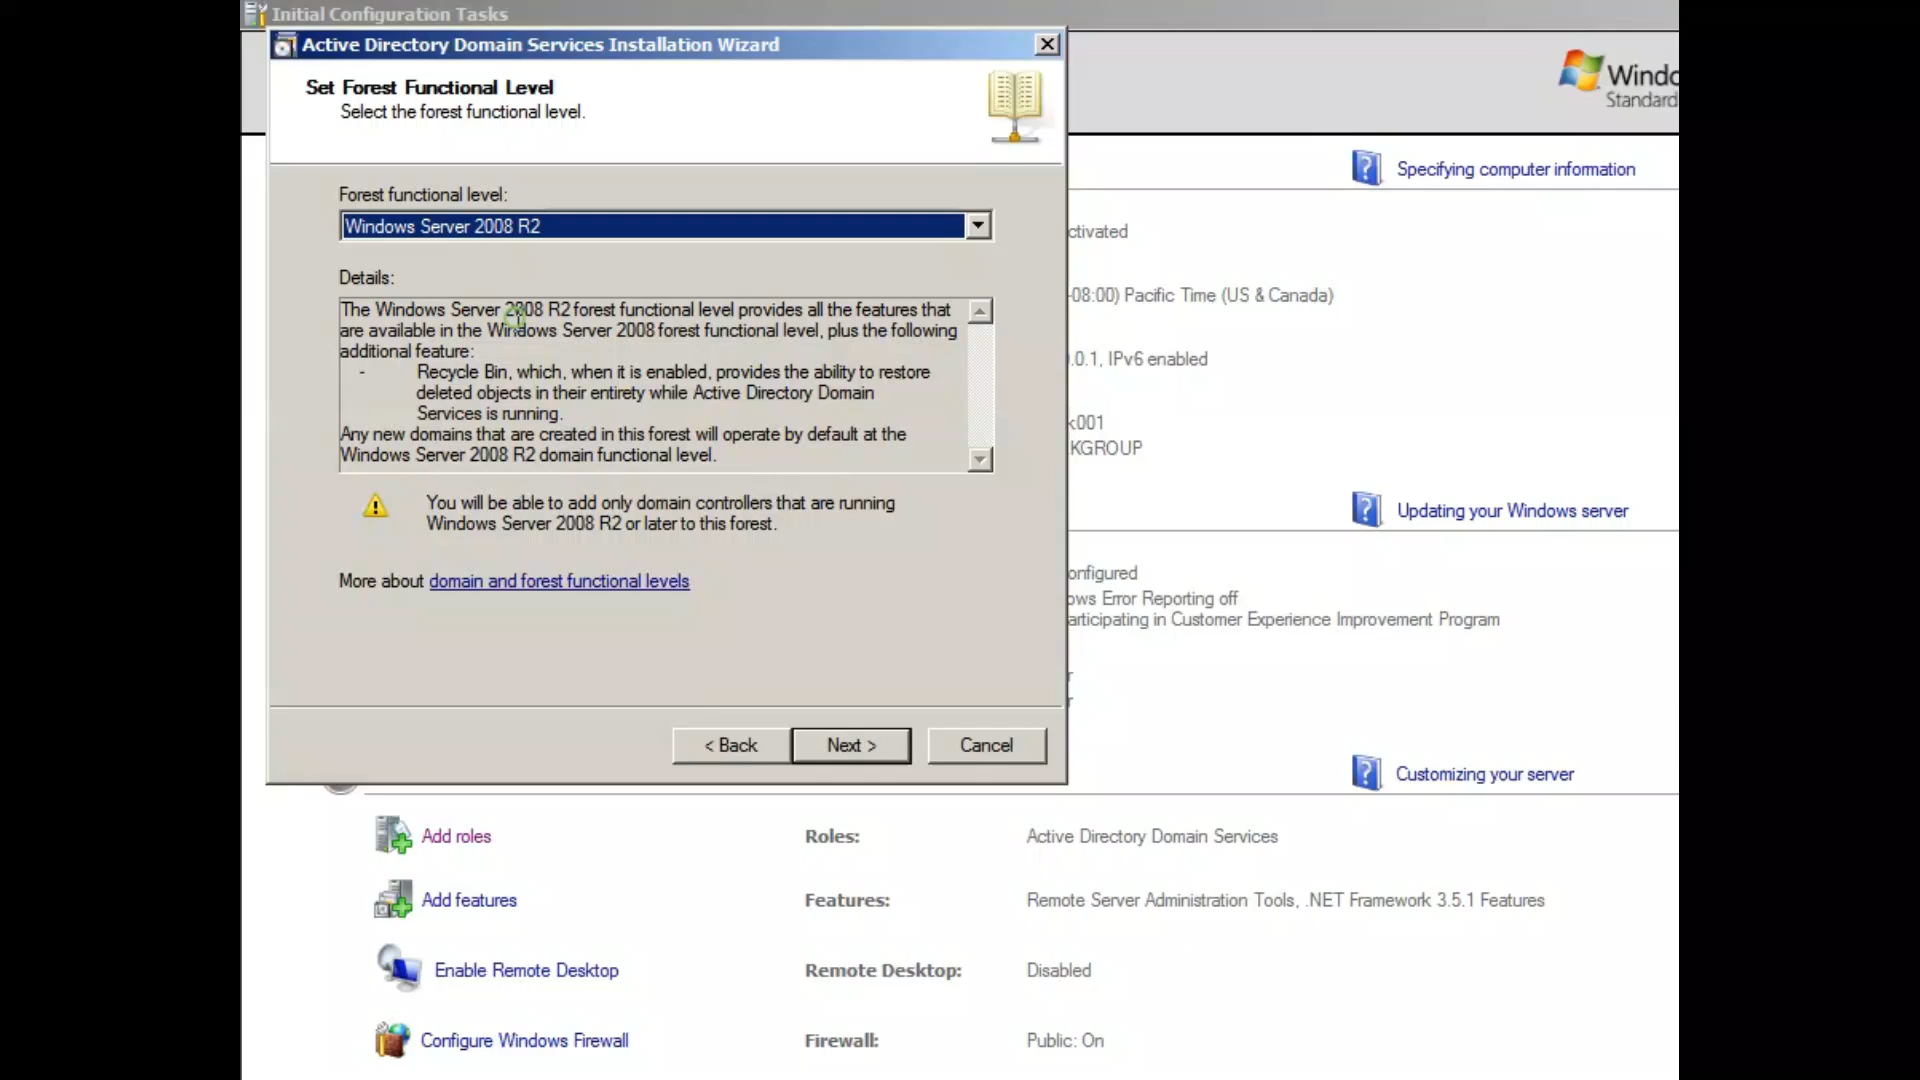 Initial Configuration Tasks
Active Directory Domain Services Installation Wizard
Set Forest Functional Level
Select the forest functional level.
Windo
Standard
Specifying computer information
Forest functional level:
Windows Server 2008 R2
ctivated
Details:
The Windows Server 2008 R2 forest functional level provides all the features that
are available in the Windows Server 2008 forest functional level, plus the following
additional feature:
- Recycle Bin, which, when it is enabled, provides the ability to restore
deleted objects in their entirety while Active Directory Domain
Services is running.
Any new domains that are created in this forest will operate by default at the
Windows Server 2008 R2 domain functional level.
-08:00) Pacific Time (US & Canada)
.0.1, IPv6 enabled
k001
KGROUP
You will be able to add only domain controllers that are running
Windows Server 2008 R2 or later to this forest.
Updating your Windows server
More about domain and forest functional levels
onfigured
ows Error Reporting off
articipating in Customer Experience Improvement Program
r
r
< Back Next > Cancel
Customizing your server
Add roles Roles: Active Directory Domain Services
Add features Features: Remote Server Administration Tools, .NET Framework 3.5.1 Features
Enable Remote Desktop Remote Desktop: Disabled
Configure Windows Firewall Firewall: Public: On